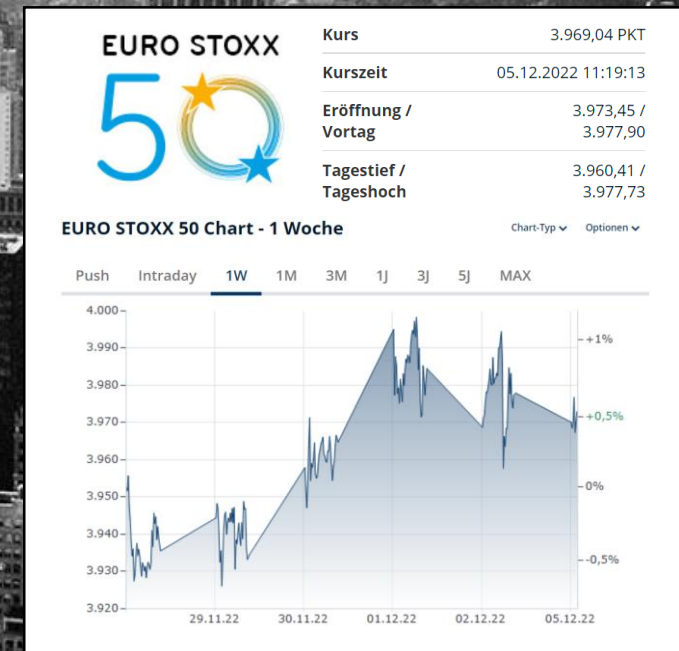 EURO STOXX
50
Kurs 3.969,04 PKT
Kurszeit 05.12.2022 11:19:13
Eröffnung / 3.973,45 /
Vortag 3.977,90
Tagestief / 3.960,41 /
Tageshoch 3.977,73
EURO STOXX 50 Chart - 1 Woche Chart-Typ Optionen
Push Intraday 1W 1M 3M 1J 3J 5J MAX
4.000
3.990
3.980
3.970
3.960
3.950
3.940
3.930
3.920
+1%
+0,5%
0%
-0,5%
29.11.22 30.11.22 01.12.22 02.12.22 05.12.22